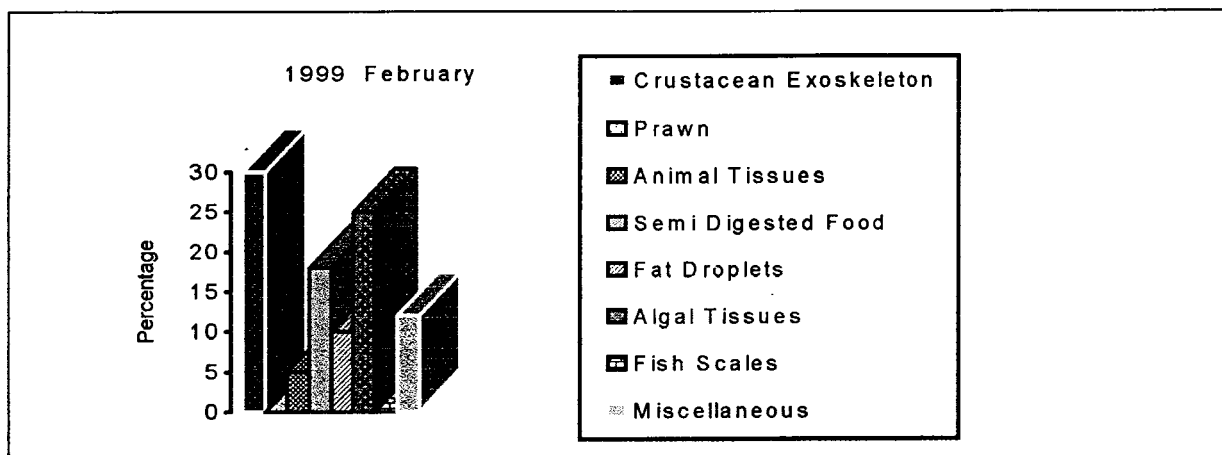 1999 February
Percentage
30
25
20
15
10
5
0
Crustacean Exoskeleton
Prawn
Animal Tissues
Semi Digested Food
Fat Droplets
Algal Tissues
Fish Scales
Miscellaneous